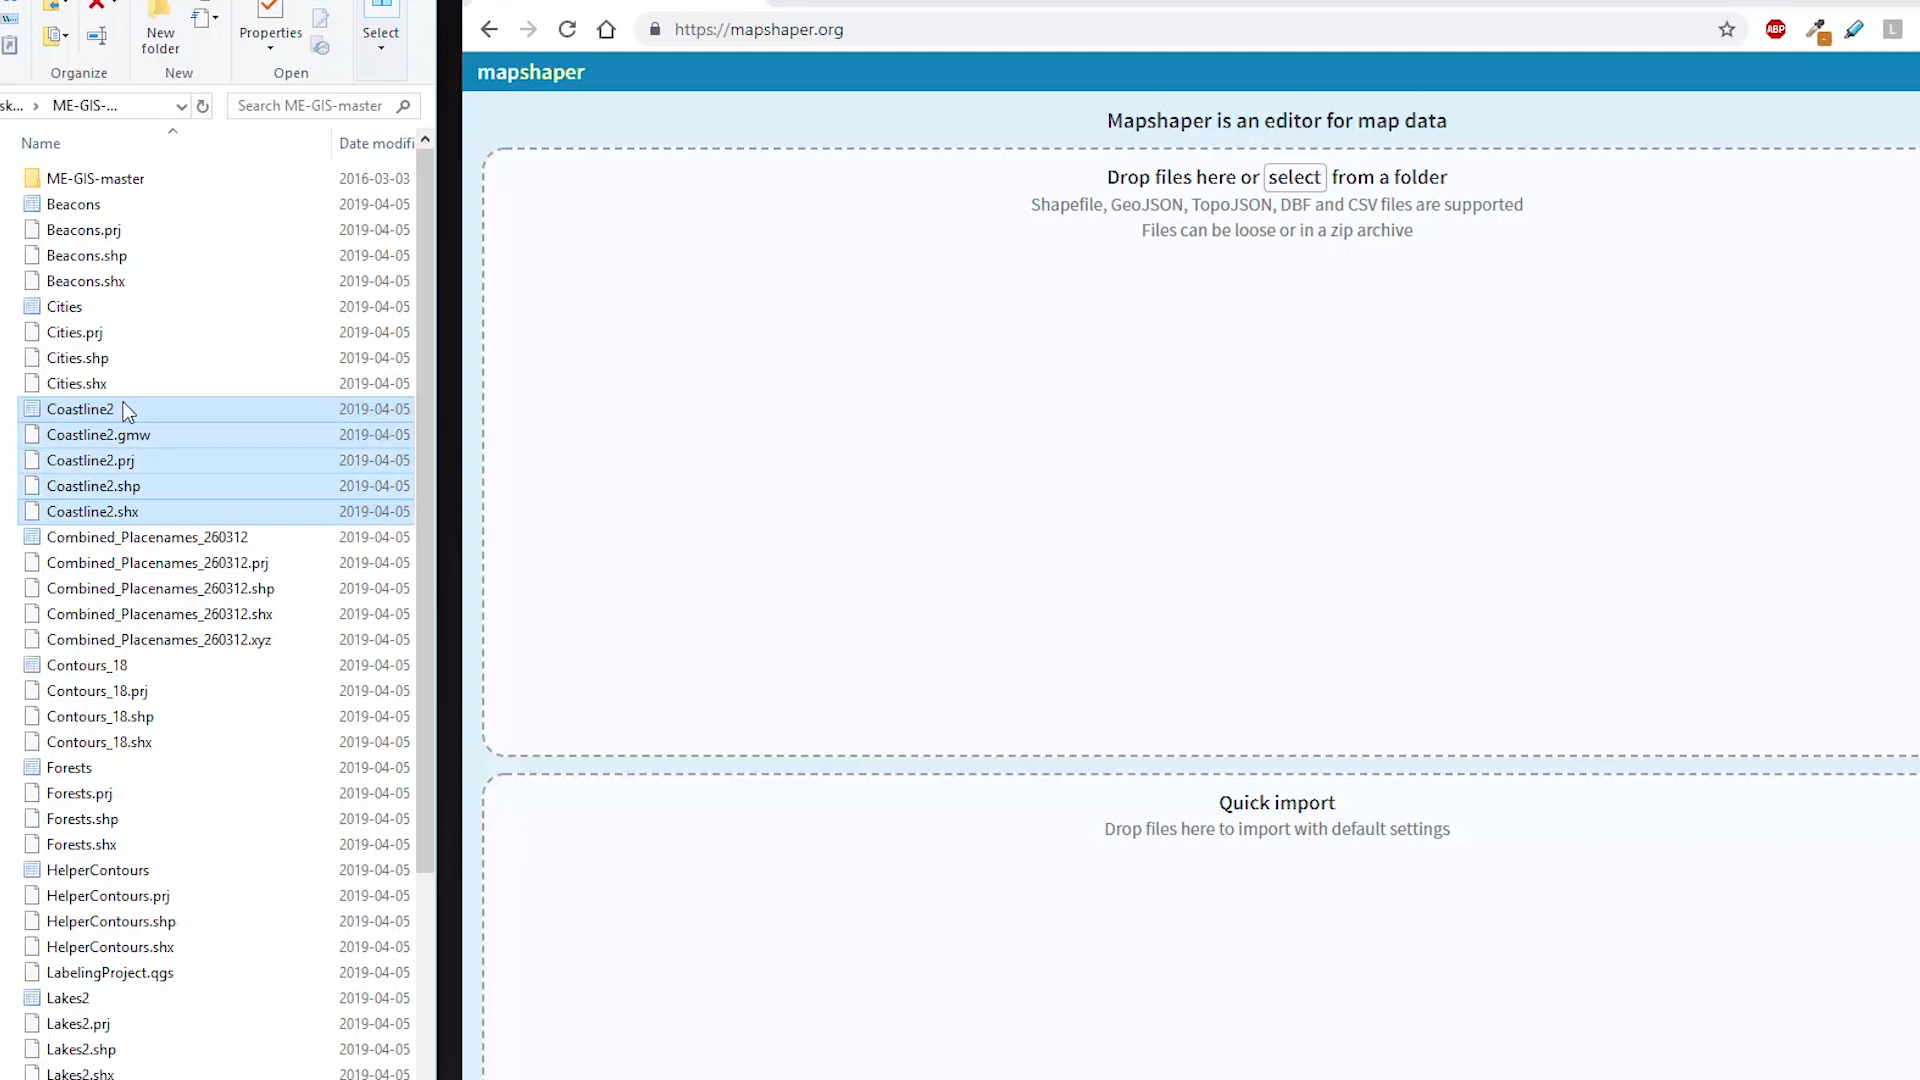 New
folder
Properties
Select
Organize
New
Open
sk... › ME-GIS-...
Search ME-GIS-master
Name
Date modifi
ME-GIS-master 2016-03-03
Beacons 2019-04-05
Beacons.prj 2019-04-05
Beacons.shp 2019-04-05
Beacons.shx 2019-04-05
Cities 2019-04-05
Cities.prj 2019-04-05
Cities.shp 2019-04-05
Cities.shx 2019-04-05
Coastline2 2019-04-05
Coastline2.gmw 2019-04-05
Coastline2.prj 2019-04-05
Coastline2.shp 2019-04-05
Coastline2.shx 2019-04-05
Combined_Placenames_260312 2019-04-05
Combined_Placenames_260312.prj 2019-04-05
Combined_Placenames_260312.shp 2019-04-05
Combined_Placenames_260312.shx 2019-04-05
Combined_Placenames_260312.xyz 2019-04-05
Contours_18 2019-04-05
Contours_18.prj 2019-04-05
Contours_18.shp 2019-04-05
Contours_18.shx 2019-04-05
Forests 2019-04-05
Forests.prj 2019-04-05
Forests.shp 2019-04-05
Forests.shx 2019-04-05
HelperContours 2019-04-05
HelperContours.prj 2019-04-05
HelperContours.shp 2019-04-05
HelperContours.shx 2019-04-05
LabelingProject.qgs 2019-04-05
Lakes2 2019-04-05
Lakes2.prj 2019-04-05
Lakes2.shp 2019-04-05
Lakes2.shx 2019-04-05
https://mapshaper.org
ABP
L
mapshaper
Mapshaper is an editor for map data
Drop files here or select from a folder
Shapefile, GeoJSON, TopoJSON, DBF and CSV files are supported
Files can be loose or in a zip archive
Quick import
Drop files here to import with default settings